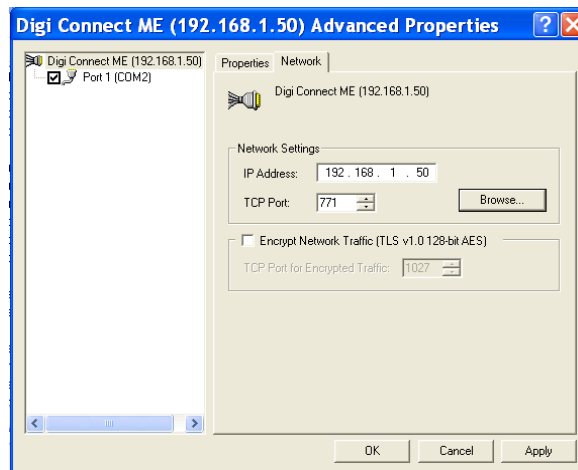 Digi Connect ME (192.168.1.50) Advanced Properties
Digi Connect ME (192.168.1.50)
Port 1 (COM2)
Properties Network
Digi Connect ME (192.168.1.50)
Network Settings
IP Address: 192 . 168 . 1 . 50
TCP Port: 771 Browse...
Encrypt Network Traffic (TLS v1.0 128-bit AES)
TCP Port for Encrypted Traffic: 1027
OK Cancel Apply